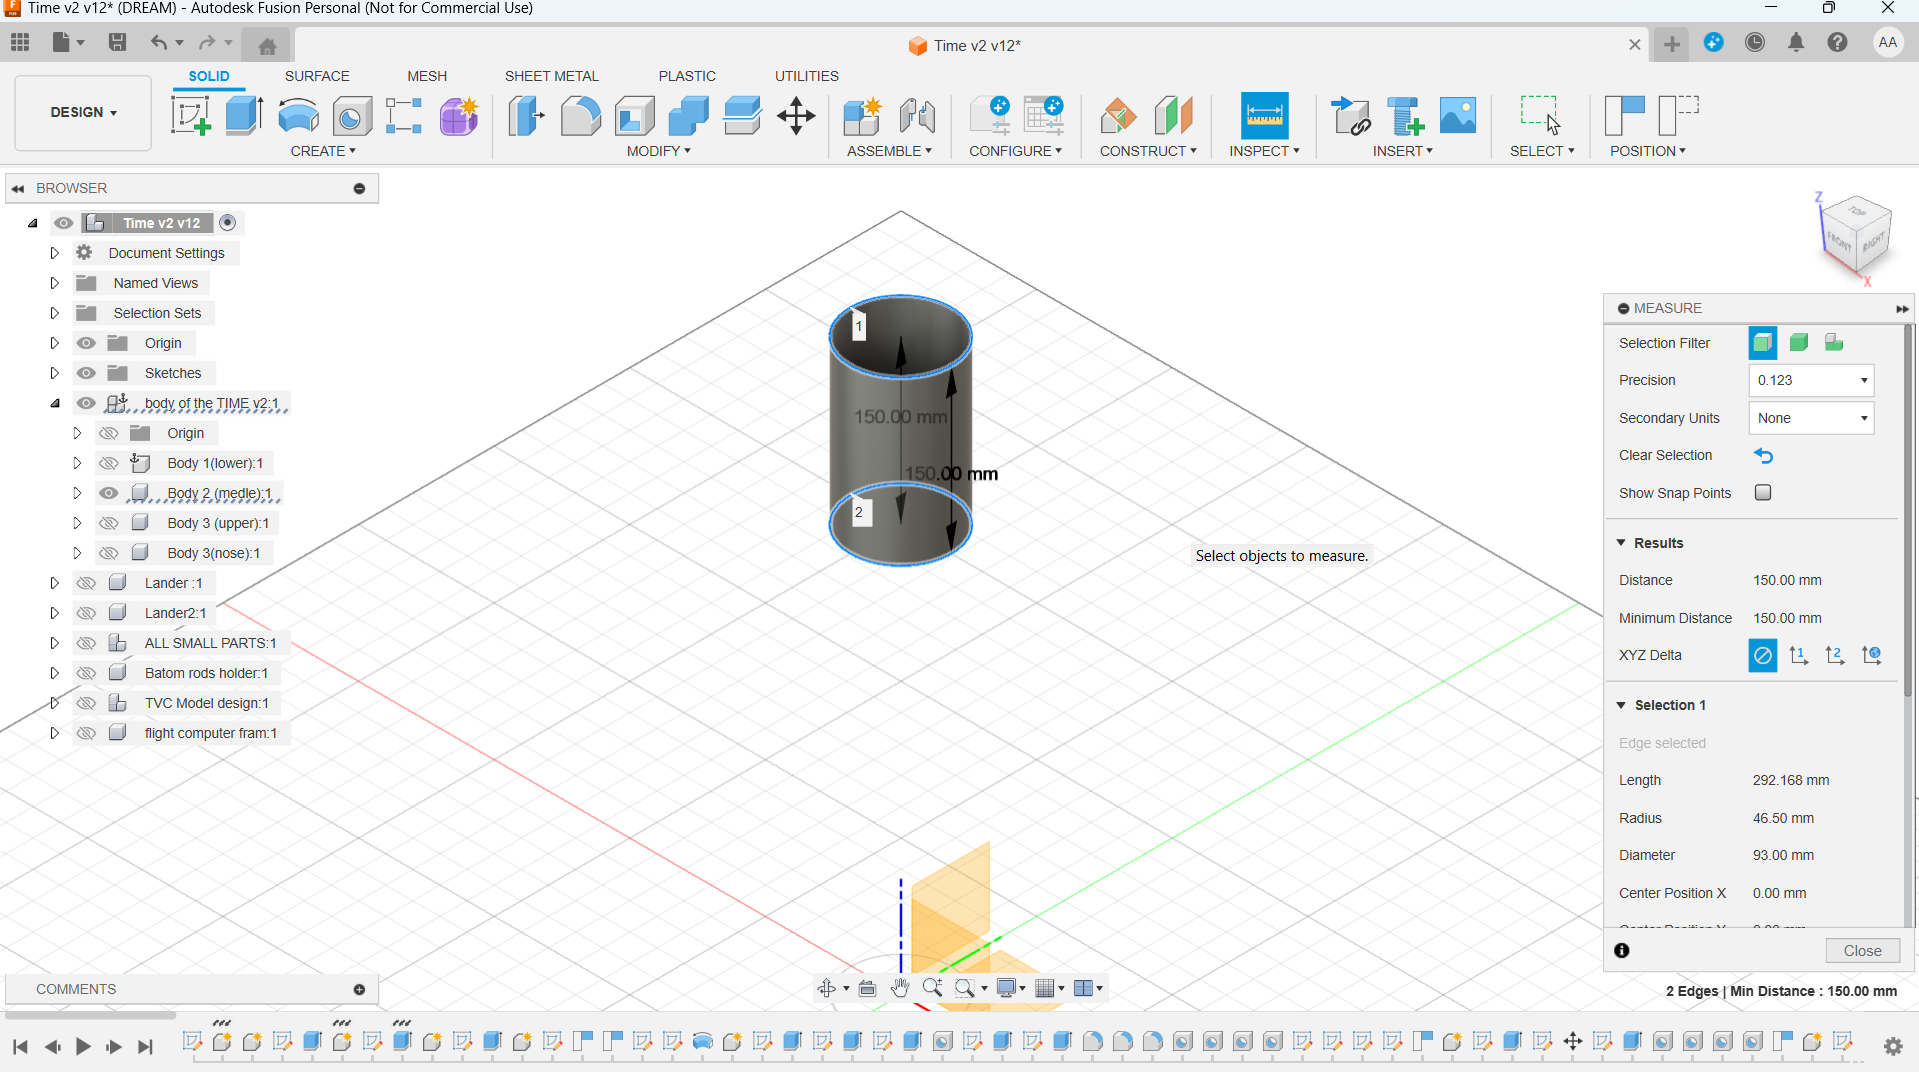 Time v2 v12* (DREAM) - Autodesk Fusion Personal (Not for Commercial Use)
Time v2 v12*
AA
DESIGN
SOLID
SURFACE
MESH
SHEET METAL
PLASTIC
UTILITIES
CREATE
MODIFY
ASSEMBLE
CONFIGURE
CONSTRUCT
INSPECT
INSERT
SELECT
POSITION
BROWSER
Time v2 v12
Document Settings
Named Views
Selection Sets
Origin
Sketches
body of the TIME v2:1
Origin
Body 1(lower):1
Body 2 (medle):1
Body 3 (upper):1
Body 3(nose):1
Lander :1
Lander2:1
ALL SMALL PARTS:1
Batom rods holder:1
TVC Model design:1
flight computer fram:1
1
150.00 mm
150.00 mm
2
Select objects to measure.
Z
TOP
FRONT
RIGHT
X
MEASURE
Selection Filter
Precision 0.123
Secondary Units None
Clear Selection
Show Snap Points
Results
Distance 150.00 mm
Minimum Distance 150.00 mm
XYZ Delta 1 2
Selection 1
Edge selected
Length 292.168 mm
Radius 46.50 mm
Diameter 93.00 mm
Center Position X 0.00 mm
Close
COMMENTS
2 Edges | Min Distance : 150.00 mm